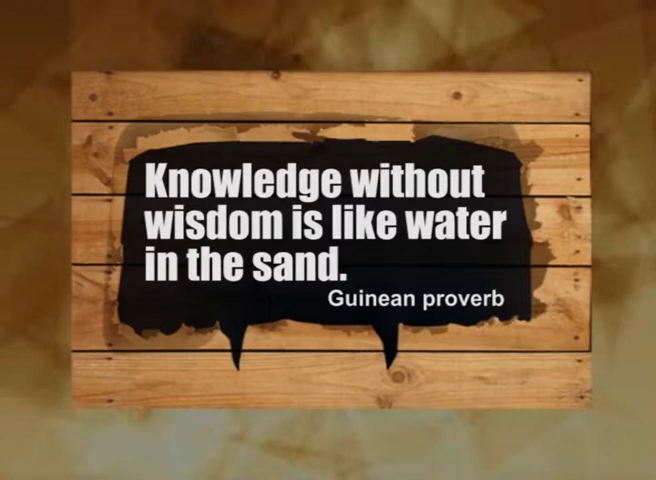 Knowledge without
wisdom is like water
in the sand.
Guinean proverb